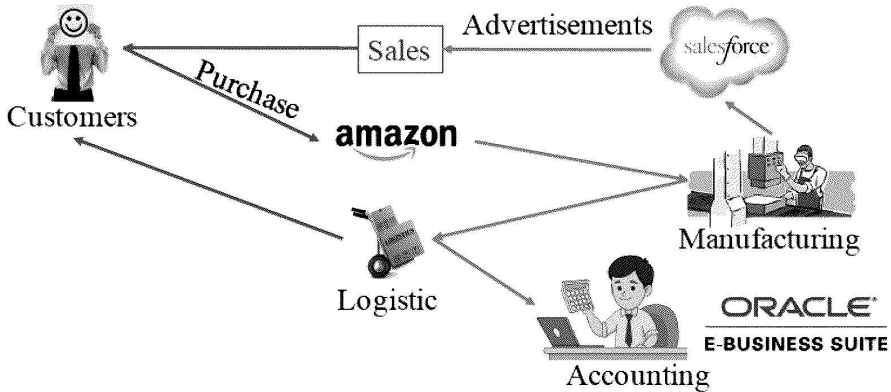 Advertisements
Sales
salesforce
Purchase
Customers
amazon
Manufacturing
Logistic
ORACLE
E-BUSINESS SUITE
Accounting